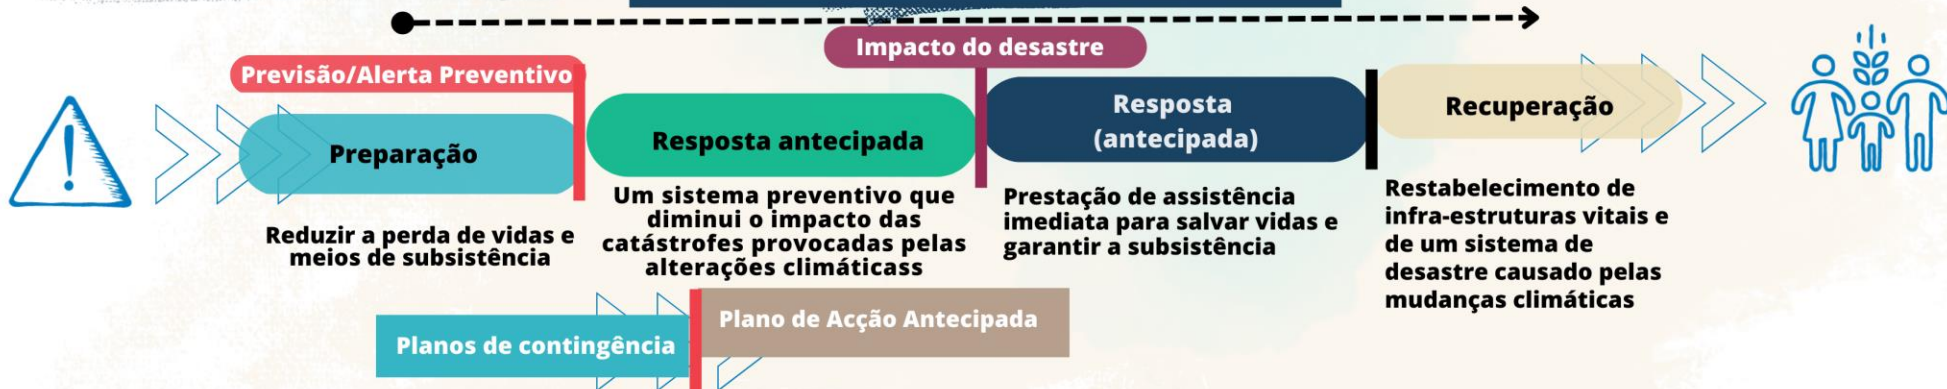 Impacto do desastre
Previsão/Alerta Preventivo
Preparação
Reduzir a perda de vidas e
meios de subsistência
Resposta antecipada
Um sistema preventivo que
diminui o impacto das
catástrofes provocadas pelas
alterações climáticass
Resposta
(antecipada)
Prestação de assistência
imediata para salvar vidas e
garantir a subsistência
Recuperação
Restabelecimento de
infra-estruturas vitais e
de um sistema de
desastre causado pelas
mudanças climáticas
Planos de contingência
Plano de Acção Antecipada